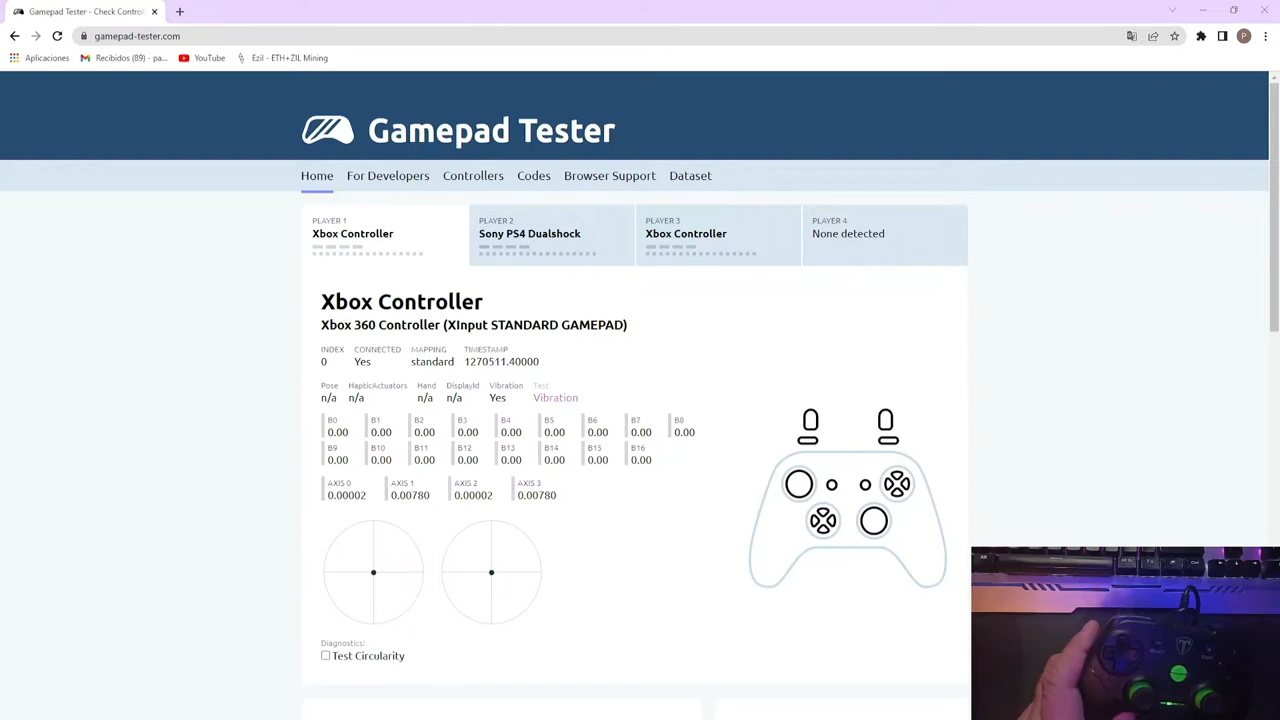 Gamepad Tester - Check Control
gamepad-tester.com
P
Aplicaciones
Recibidos (89) - pa...
YouTube
Ezil - ETH+ZIL Mining
Gamepad Tester
Home
For Developers
Controllers
Codes
Browser Support
Dataset
PLAYER 1
Xbox Controller
PLAYER 2
Sony PS4 Dualshock
PLAYER 3
Xbox Controller
PLAYER 4
None detected
Xbox Controller
Xbox 360 Controller (XInput STANDARD GAMEPAD)
INDEX CONNECTED MAPPING TIMESTAMP
0 Yes standard 1270511.40000
Pose HapticActuators Hand DisplayId Vibration Test
n/a n/a n/a n/a Yes Vibration
B0 B1 B2 B3 B4 B5 B6 B7 B8
0.00 0.00 0.00 0.00 0.00 0.00 0.00 0.00 0.00
B9 B10 B11 B12 B13 B14 B15 B16
0.00 0.00 0.00 0.00 0.00 0.00 0.00 0.00
AXIS 0 AXIS 1 AXIS 2 AXIS 3
0.00002 0.00780 0.00002 0.00780
Diagnostics:
Test Circularity